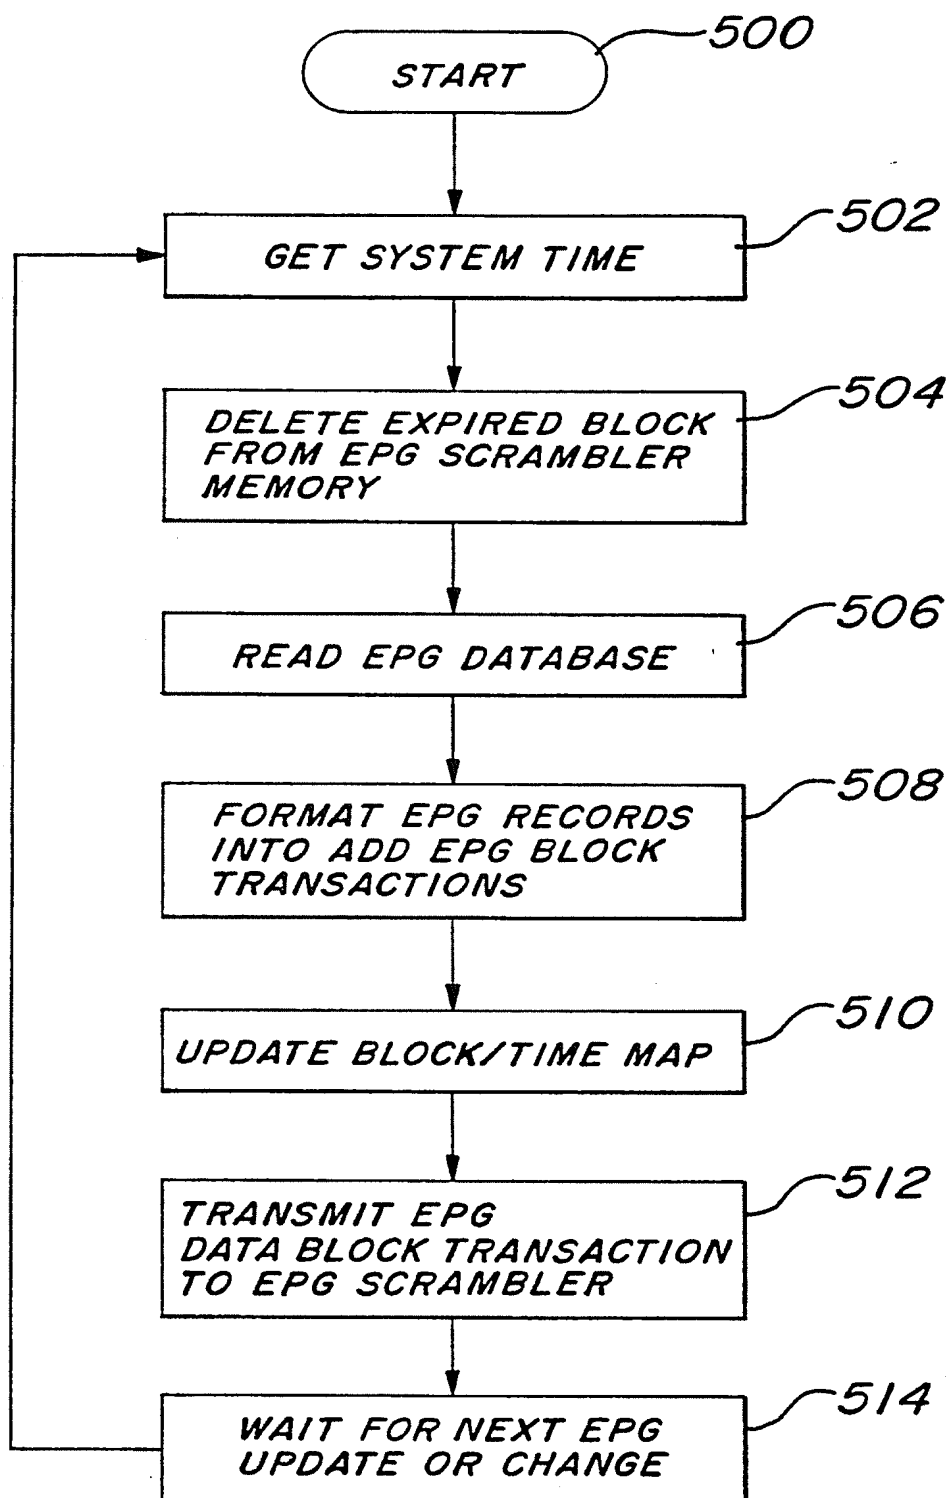 500
START
502
GET SYSTEM TIME
504
DELETE EXPIRED BLOCK
FROM EPG SCRAMBLER
MEMORY
506
READ EPG DATABASE
508
FORMAT EPG RECORDS
INTO ADD EPG BLOCK
TRANSACTIONS
510
UPDATE BLOCK/TIME MAP
512
TRANSMIT EPG
DATA BLOCK TRANSACTION
TO EPG SCRAMBLER
514
WAIT FOR NEXT EPG
UPDATE OR CHANGE